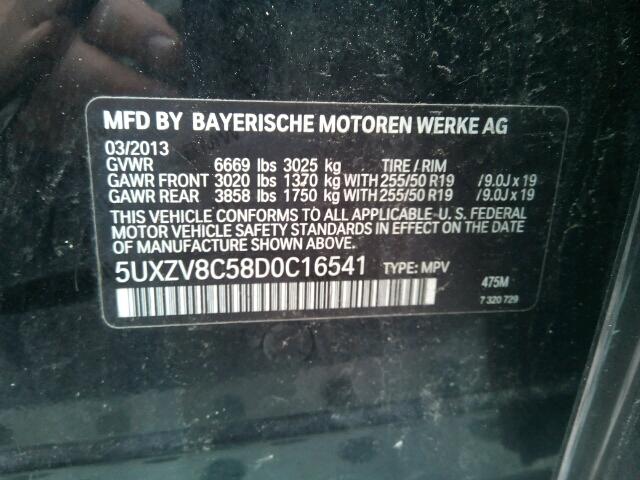 MFD BY BAYERISCHE MOTOREN WERKE AG
03/2013
GVWR 6669 lbs 3025 kg TIRE / RIM
GAWR FRONT 3020 lbs 1370 kg WITH 255/50 R19 /9.0J x 19
GAWR REAR 3858 lbs 1750 kg WITH 255/50 R19 /9.0J x 19
THIS VEHICLE CONFORMS TO ALL APPLICABLE U.S. FEDERAL
MOTOR VEHICLE SAFETY STANDARDS IN EFFECT ON THE
DATE OF MANUFACTURE SHOWN ABOVE.
5UXZV8C58D0C16541 TYPE: MPV 475M
7 320 729